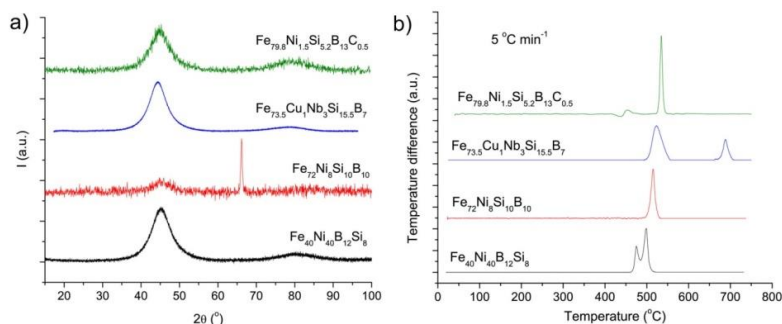 a)
Fe79.8Ni1.5Si5.2B13C0.5
Fe73.5Cu1Nb3Si15.5B7
Fe72Ni8Si10B10
Fe40Ni40B12Si8
I (a.u.)
20 30 40 50 60 70 80 90 100
2θ (°)
b)
5 °C min-1
Fe79.8Ni1.5Si5.2B13C0.5
Fe73.5Cu1Nb3Si15.5B7
Fe72Ni8Si10B10
Fe40Ni40B12Si8
Temperature difference (a.u.)
0 100 200 300 400 500 600 700 800
Temperature (°C)